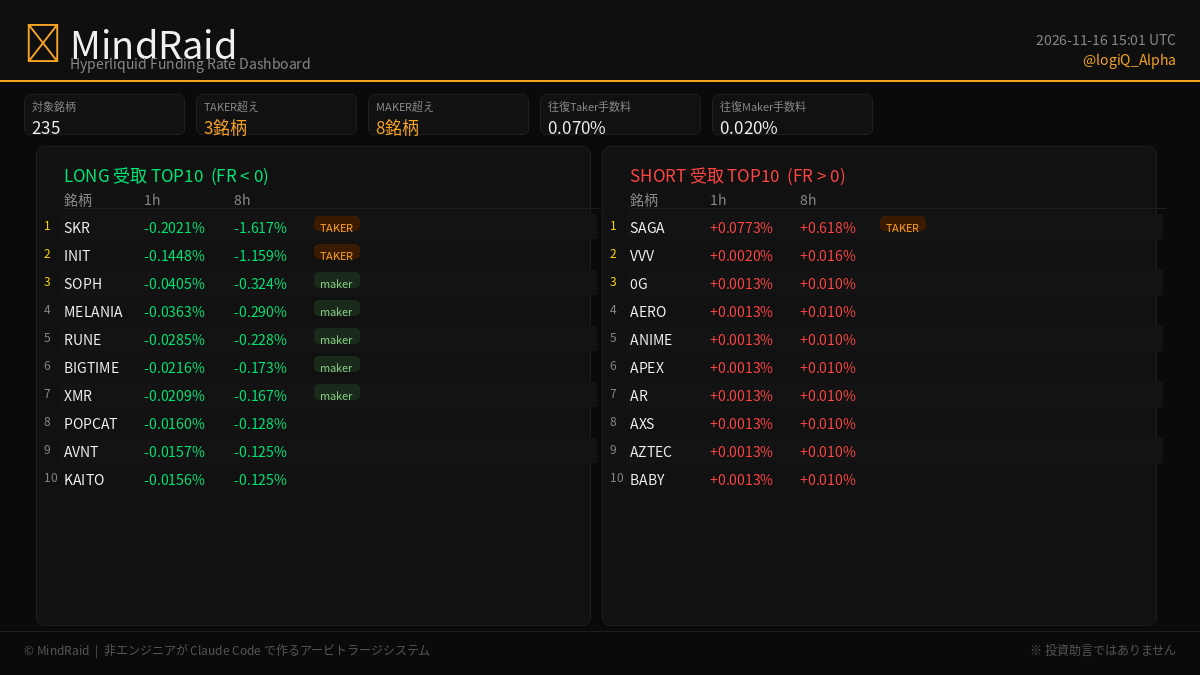 MindRaid
Hyperliquid Funding Rate Dashboard
2026-11-16 15:01 UTC
@logiQ_Alpha
対象銘柄
235
TAKER超え
3銘柄
MAKER超え
8銘柄
往復Taker手数料
0.070%
往復Maker手数料
0.020%
LONG 受取 TOP10 (FR < 0)
銘柄 1h 8h
1 SKR -0.2021% -1.617% TAKER
2 INIT -0.1448% -1.159% TAKER
3 SOPH -0.0405% -0.324% maker
4 MELANIA -0.0363% -0.290% maker
5 RUNE -0.0285% -0.228% maker
6 BIGTIME -0.0216% -0.173% maker
7 XMR -0.0209% -0.167% maker
8 POPCAT -0.0160% -0.128%
9 AVNT -0.0157% -0.125%
10 KAITO -0.0156% -0.125%
SHORT 受取 TOP10 (FR > 0)
銘柄 1h 8h
1 SAGA +0.0773% +0.618% TAKER
2 VVV +0.0020% +0.016%
3 0G +0.0013% +0.010%
4 AERO +0.0013% +0.010%
5 ANIME +0.0013% +0.010%
6 APEX +0.0013% +0.010%
7 AR +0.0013% +0.010%
8 AXS +0.0013% +0.010%
9 AZTEC +0.0013% +0.010%
10 BABY +0.0013% +0.010%
© MindRaid | 非エンジニアが Claude Code で作るアービトラージシステム
※ 投資助言ではありません